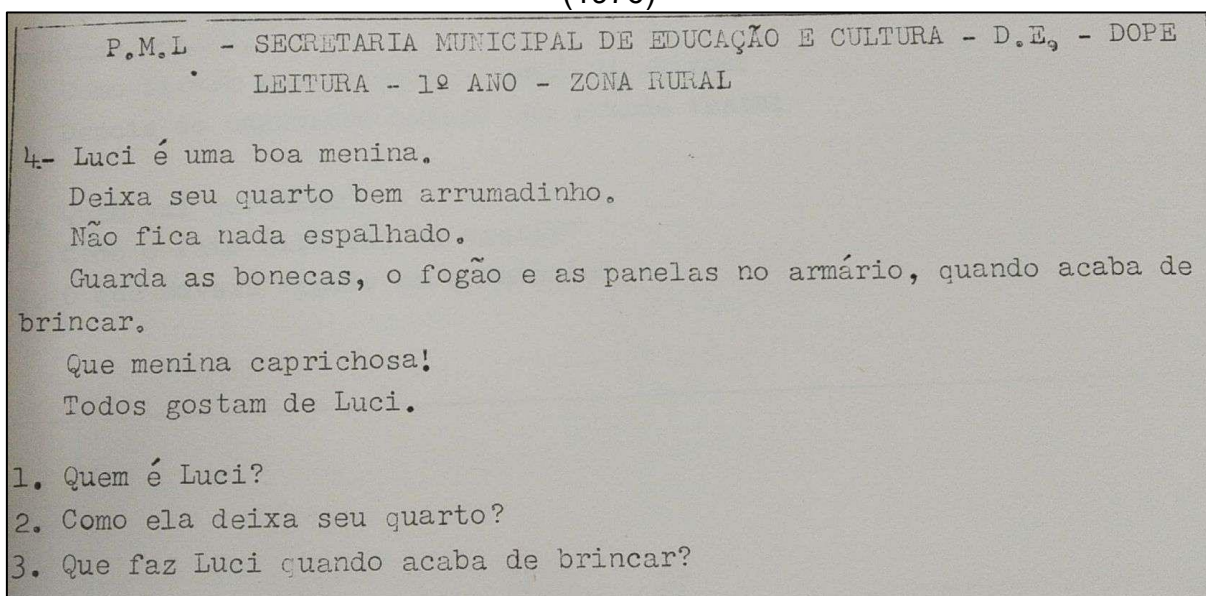 P.M.L. - SECRETARIA MUNICIPAL DE EDUCAÇÃO E CULTURA - D.E, - DOPE
LEITURA - 1º ANO - ZONA RURAL
4- Luci é uma boa menina.
Deixa seu quarto bem arrumadinho.
Não fica nada espalhado.
Guarda as bonecas, o fogão e as panelas no armário, quando acaba de
brincar.
Que menina caprichosa!
Todos gostam de Luci.
1. Quem é Luci?
2. Como ela deixa seu quarto?
3. Que faz Luci quando acaba de brincar?